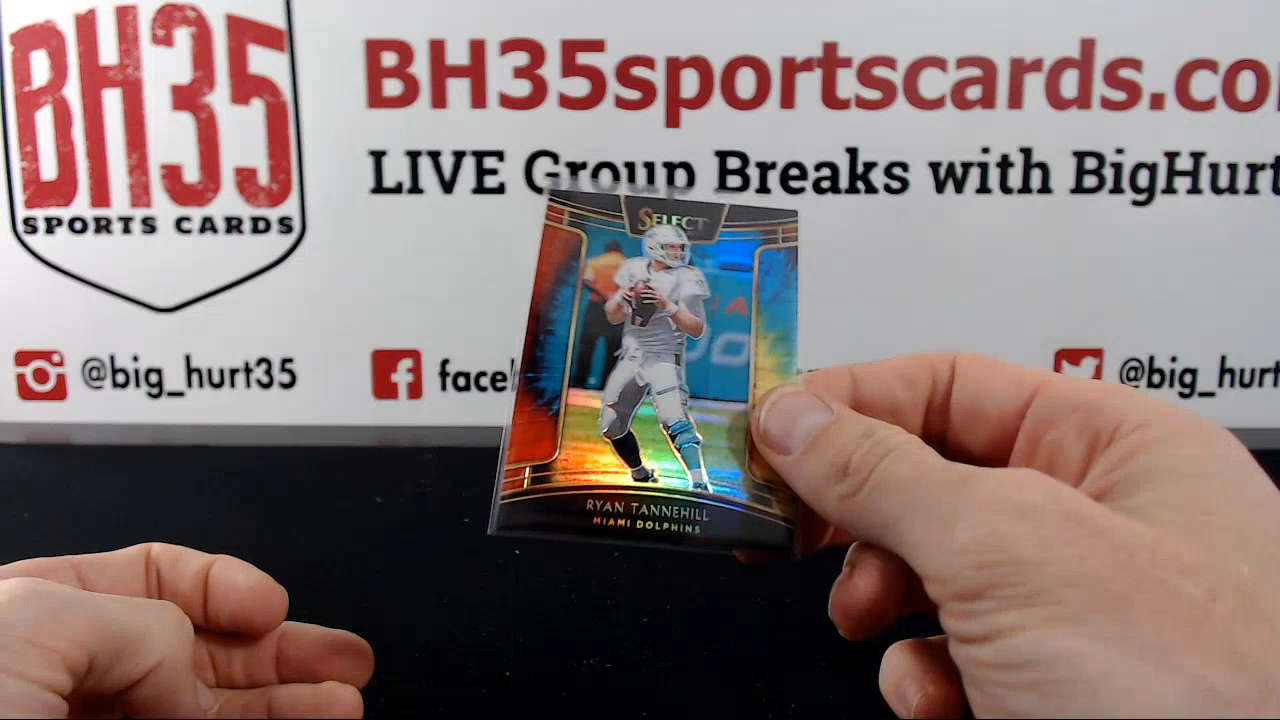 BH35
SPORTS CARDS
BH35sportscards.co
LIVE Group Breaks with BigHurt
@big_hurt35
face
@big_hurt
SELECT
RYAN TANNEHILL
MIAMI DOLPHINS